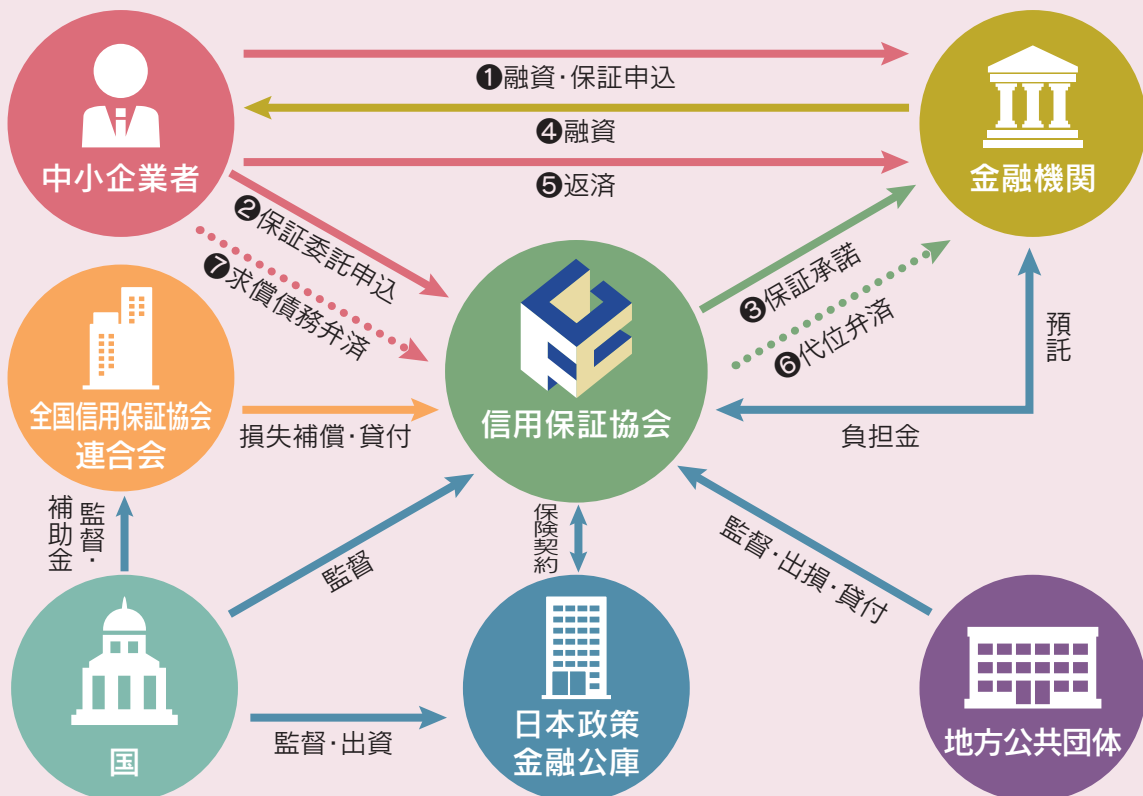 ❶融資・保証申込
❹融資
❺返済
中小企業者
金融機関
❷保証委託申込
❼求償債務弁済
❸保証承諾
❻代位弁済
預託
全国信用保証協会
連合会
損失補償・貸付
信用保証協会
負担金
監督・
補助金
監督
保険契約
監督・出損・貸付
国
監督・出資
日本政策
金融公庫
地方公共団体